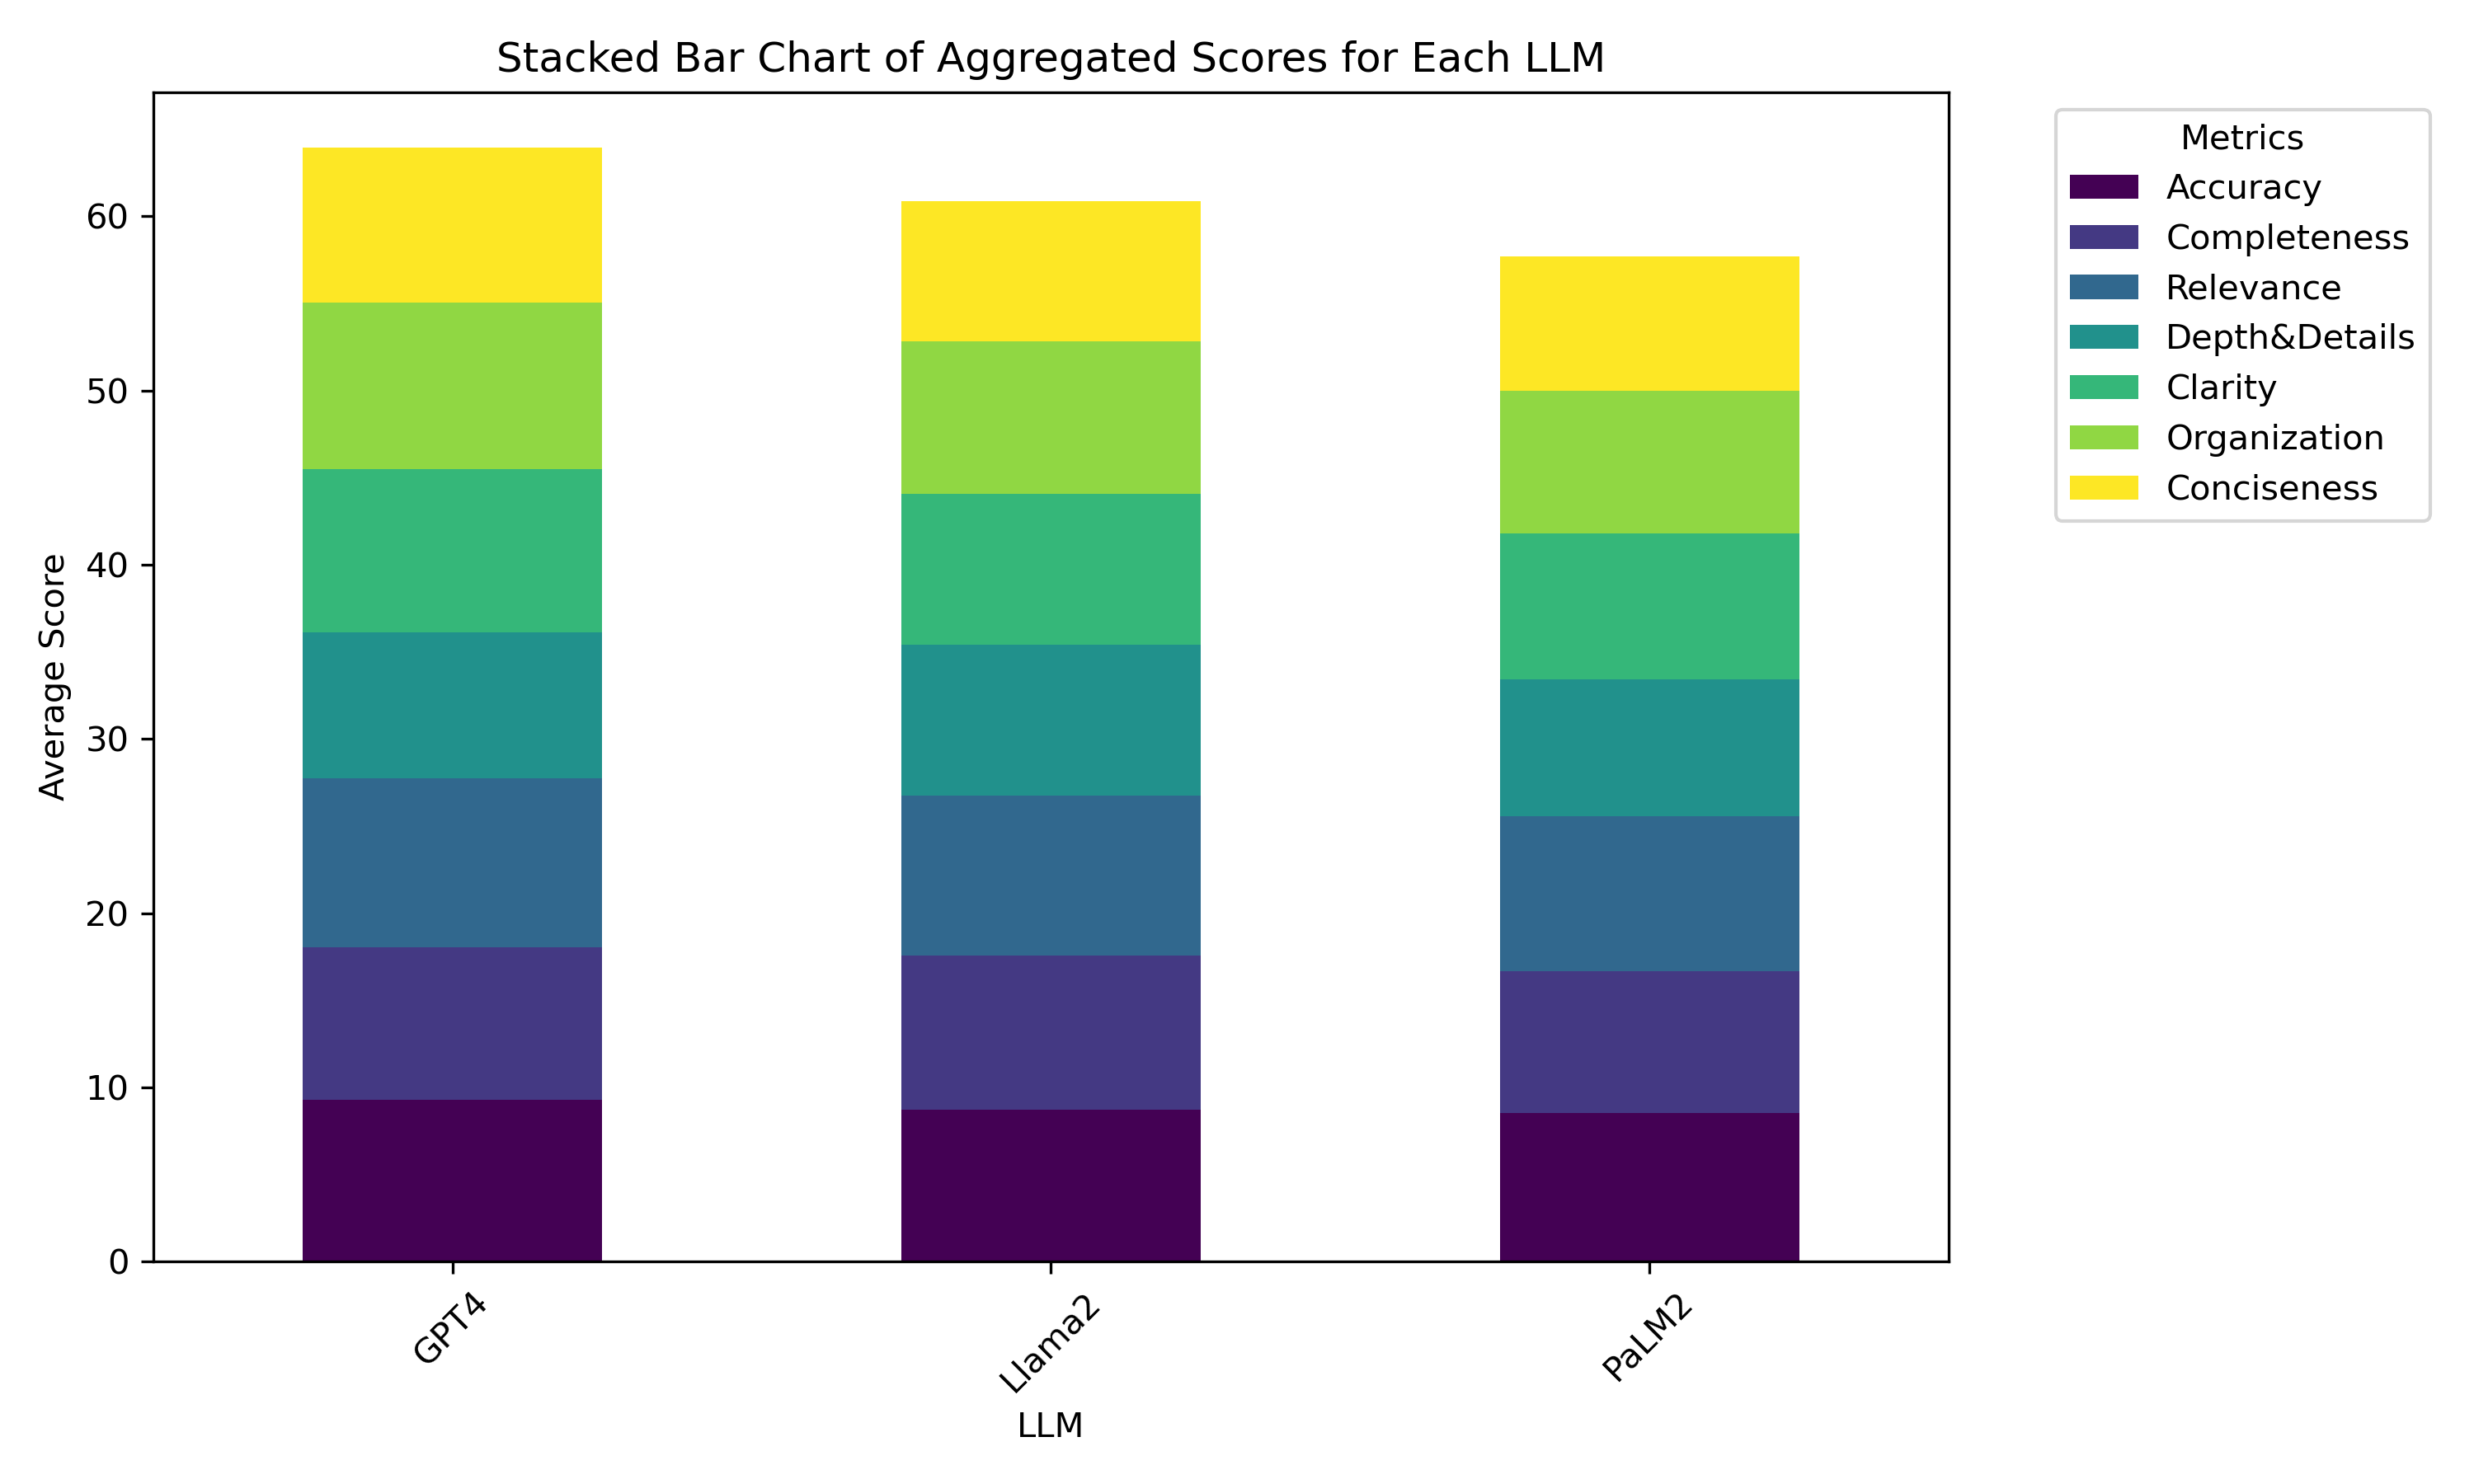 Stacked Bar Chart of Aggregated Scores for Each LLM
Average Score
60
50
40
30
20
10
0
GPT4
Llama2
PaLM2
LLM
Metrics
Accuracy
Completeness
Relevance
Depth&Details
Clarity
Organization
Conciseness